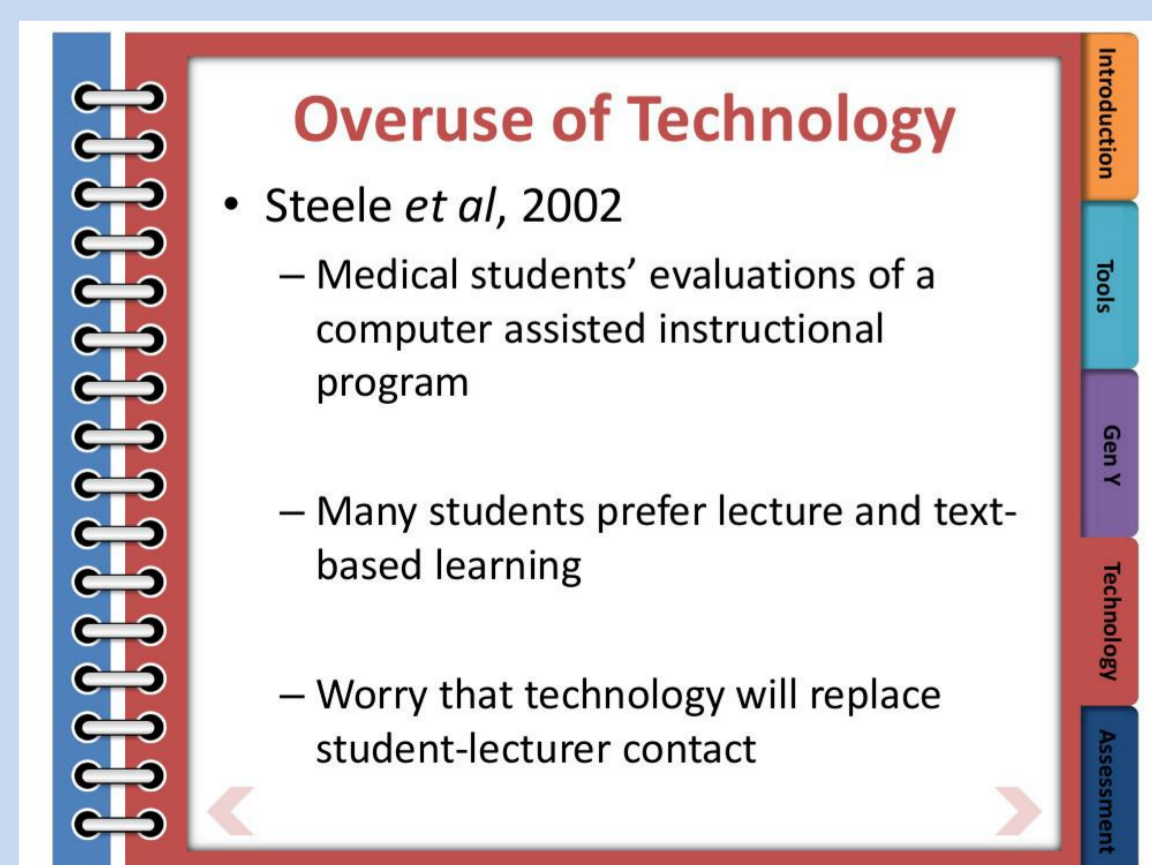 Overuse of Technology
• Steele et al, 2002
– Medical students’ evaluations of a
computer assisted instructional
program
– Many students prefer lecture and text-
based learning
– Worry that technology will replace
student-lecturer contact
Introduction
Tools
Gen Y
Technology
Assessment